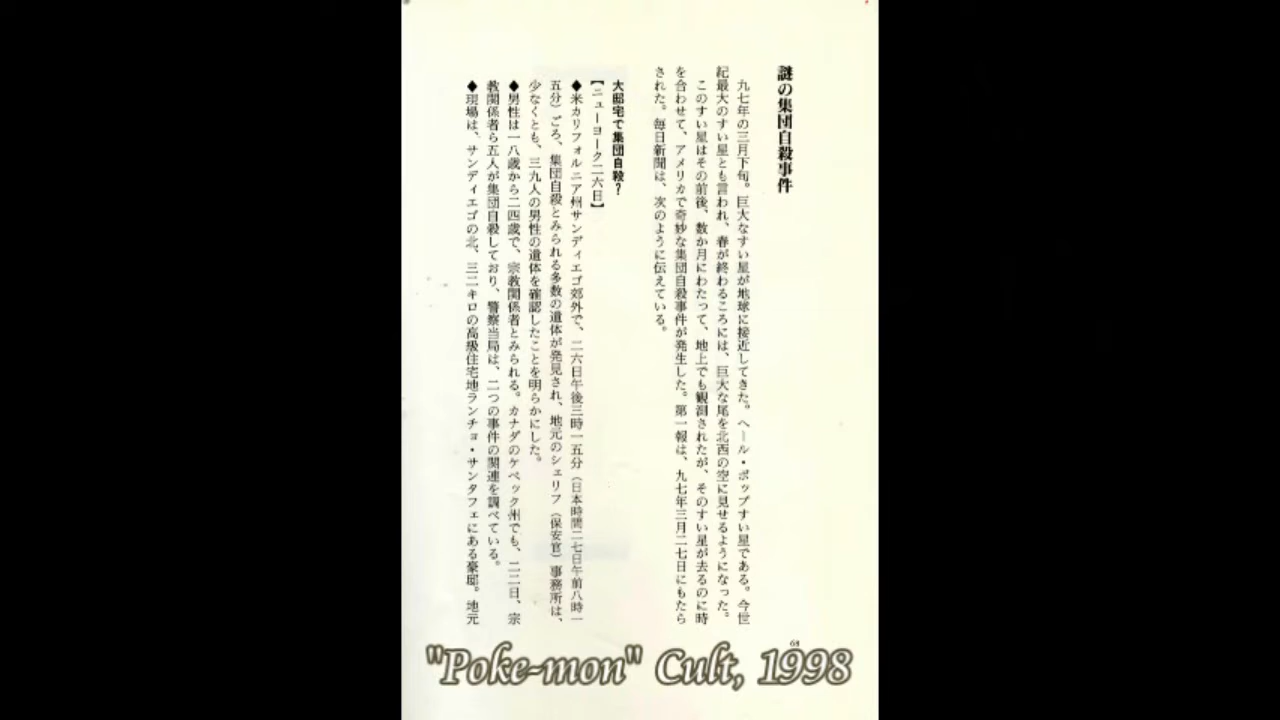 謎の集団自殺事件
九七年の三月下旬。巨大なすい星が地球に接近してきた。ヘール・ボップすい星である。今世
紀最大のすい星とも言われ、春が終わるころには、巨大な尾を北西の空に見せるようになった。
このすい星はその前後、数か月にわたって、地上でも観測されたが、そのすい星が去るのに時
を合わせて、アメリカで奇妙な集団自殺事件が発生した。第一報は、九七年三月二七日にもたら
された。毎日新聞は、次のように伝えている。
大邸宅で集団自殺？
【ニューヨーク二六日】
◆米カリフォルニア州サンディエゴ郊外で、二六日午後三時一五分（日本時間二七日午前八時一
五分）ごろ、集団自殺とみられる多数の遺体が発見され、地元のシェリフ（保安官）事務所は、
少なくとも、三九人の男性の遺体を確認したことを明らかにした。
◆男性は一八歳から二四歳で、宗教関係者とみられる。カナダのケベック州でも、二二日、宗
教関係者ら五人が集団自殺しており、警察当局は、二つの事件の関連を調べている。
◆現場は、サンディエゴの北、三二キロの高級住宅地ランチョ・サンタフェにある豪邸。地元
64
"Poke-mon" Cult, 1998